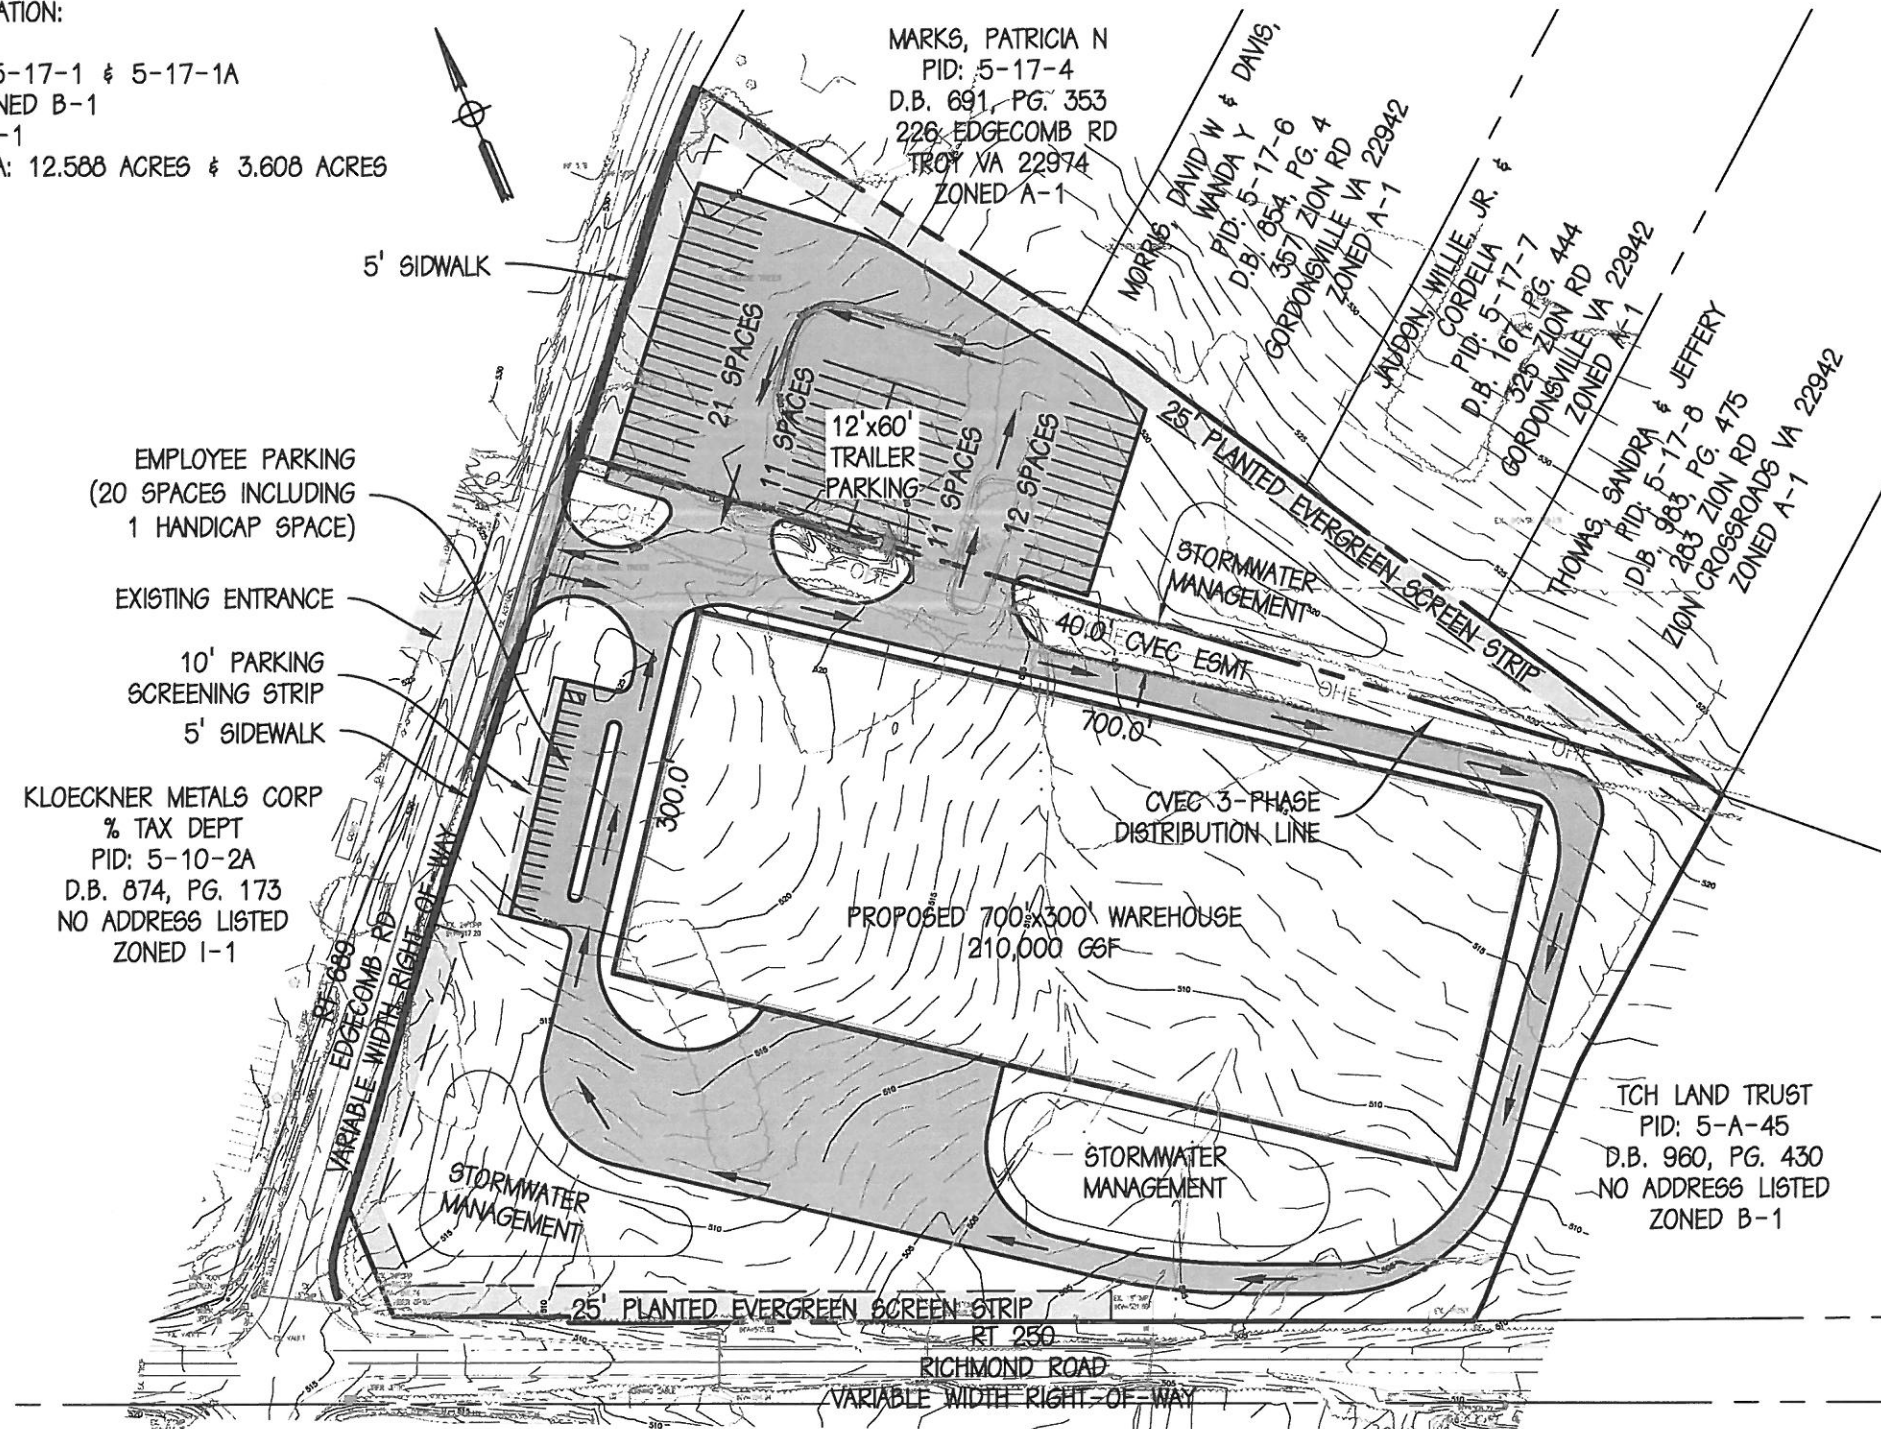 ATION:
5-17-1 & 5-17-1A
NED B-1
-1
A: 12.588 ACRES & 3.608 ACRES
MARKS, PATRICIA N
PID: 5-17-4
D.B. 691, PG. 353
226 EDGECOMB RD
TROY VA 22974
ZONED A-1
MORRIS, DAVID W & DAVIS,
WANDA Y
PID: 5-17-6
D.B. 854, PG. 4
357 ZION RD
GORDONSVILLE VA 22942
ZONED A-1
JAUDON, WILLIE, JR. &
CORDELIA
PID: 5-17-7
D.B. 167, PG. 444
325 ZION RD
GORDONSVILLE VA 22942
ZONED A-1
THOMAS, SANDRA & JEFFERY
PID: 5-17-8
D.B. 983, PG. 475
283 ZION RD
ZION CROSSROADS VA 22942
ZONED A-1
5' SIDWALK
21 SPACES
11 SPACES
12'x60'
TRAILER
PARKING
11 SPACES
12 SPACES
25' PLANTED EVERGREEN SCREEN STRIP
EMPLOYEE PARKING
(20 SPACES INCLUDING
1 HANDICAP SPACE)
EXISTING ENTRANCE
10' PARKING
SCREENING STRIP
5' SIDEWALK
STORMWATER
MANAGEMENT
40.0' CVEC ESMT
OHE
OHE
700.0'
300.0'
CVEC 3-PHASE
DISTRIBUTION LINE
KLOECKNER METALS CORP
% TAX DEPT
PID: 5-10-2A
D.B. 874, PG. 173
NO ADDRESS LISTED
ZONED I-1
PROPOSED 700'x300' WAREHOUSE
210,000 GSF
RT 689
EDGECOMB RD
VARIABLE WIDTH RIGHT-OF-WAY
TCH LAND TRUST
PID: 5-A-45
D.B. 960, PG. 430
NO ADDRESS LISTED
ZONED B-1
STORMWATER
MANAGEMENT
STORMWATER
MANAGEMENT
25' PLANTED EVERGREEN SCREEN STRIP
RT 250
RICHMOND ROAD
VARIABLE WIDTH RIGHT-OF-WAY